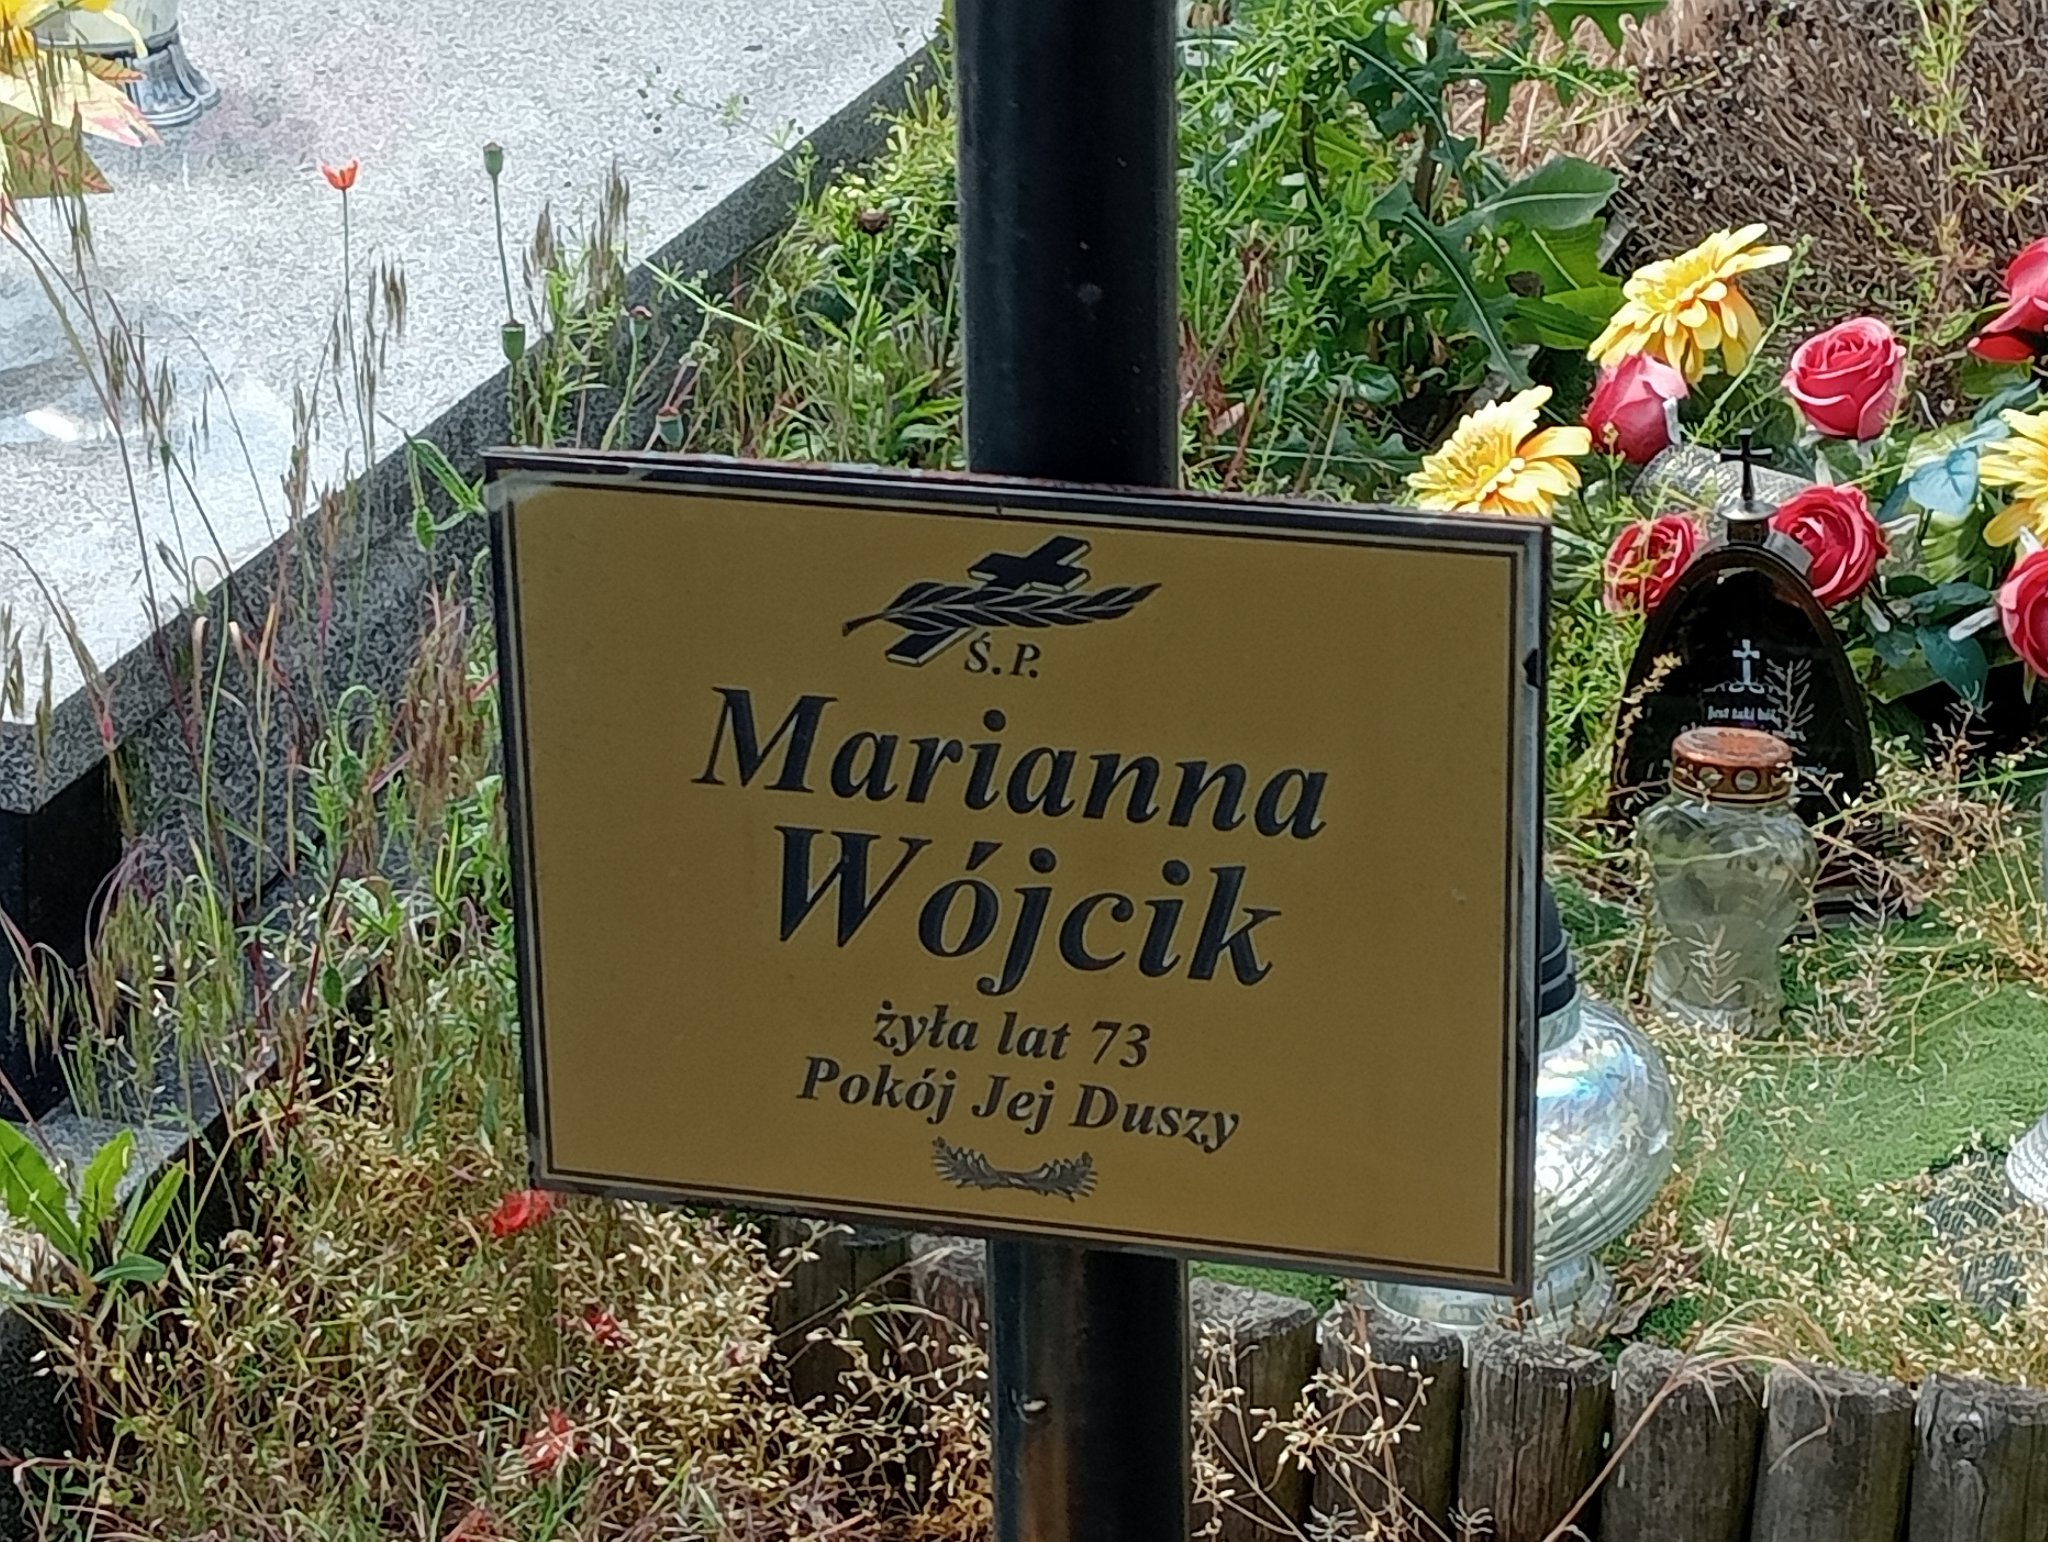 Ś.P.
Marianna
Wójcik
żyła lat 73
Pokój Jej Duszy